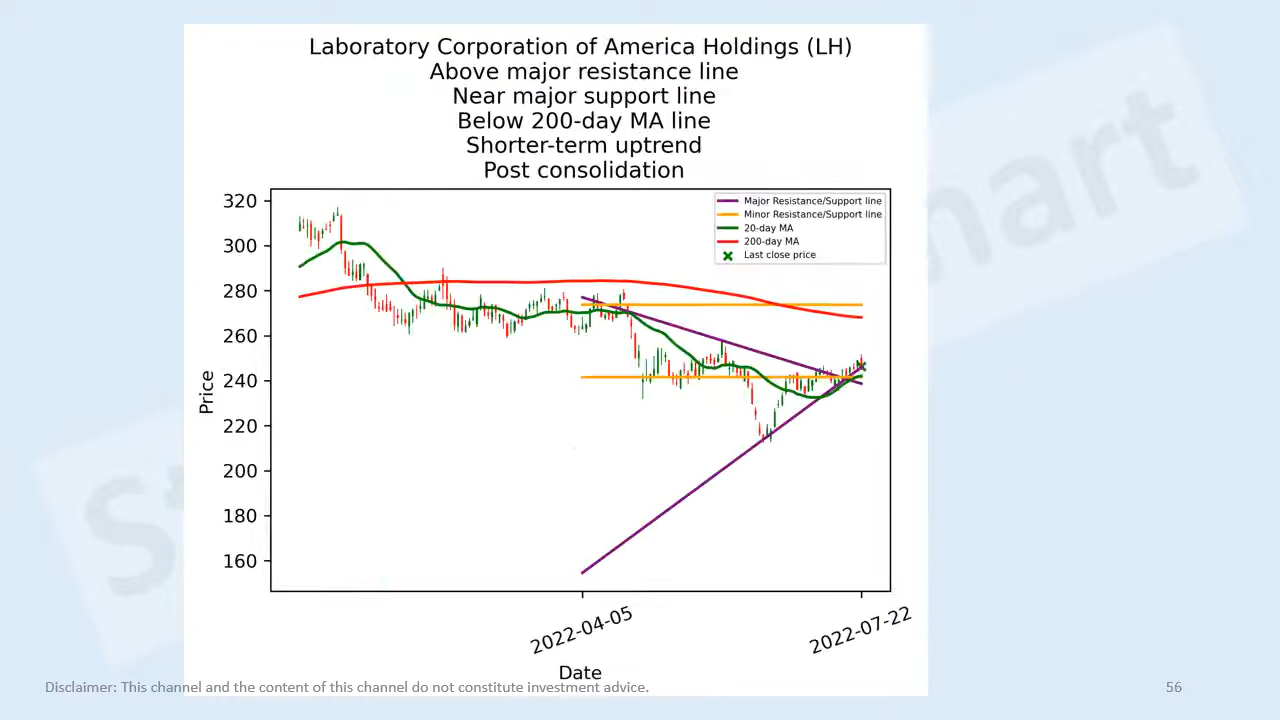 Laboratory Corporation of America Holdings (LH)
Above major resistance line
Near major support line
Below 200-day MA line
Shorter-term uptrend
Post consolidation
320
300
280
260
240
220
200
180
160
Price
Major Resistance/Support line
Minor Resistance/Support line
20-day MA
200-day MA
Last close price
2022-04-05
2022-07-22
Date
Disclaimer: This channel and the content of this channel do not constitute investment advice.
56